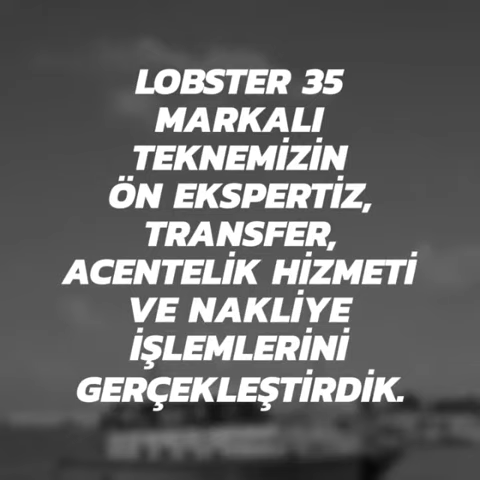 LOBSTER 35
MARKALI
TEKNEMİZİN
ÖN EKSPERTİZ,
TRANSFER,
ACENTELİK HİZMETİ
VE NAKLİYE
İŞLEMLERİNİ
GERÇEKLEŞTİRDİK.